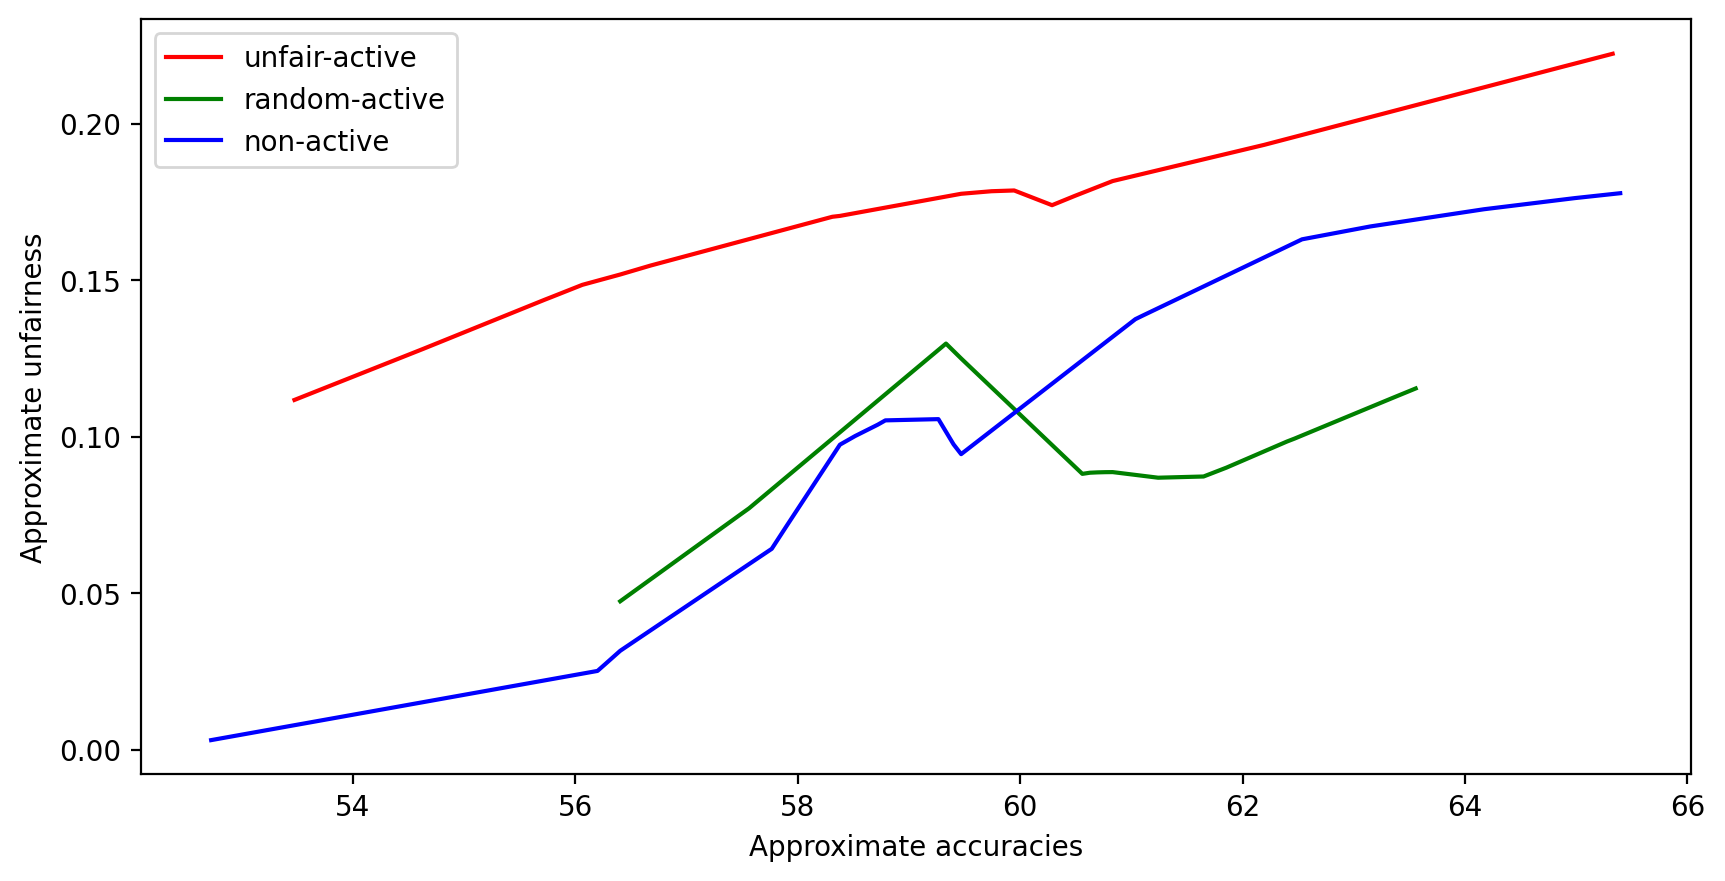 unfair-active
random-active
non-active
0.20
0.15
0.10
0.05
0.00
Approximate unfairness
54 56 58 60 62 64 66
Approximate accuracies